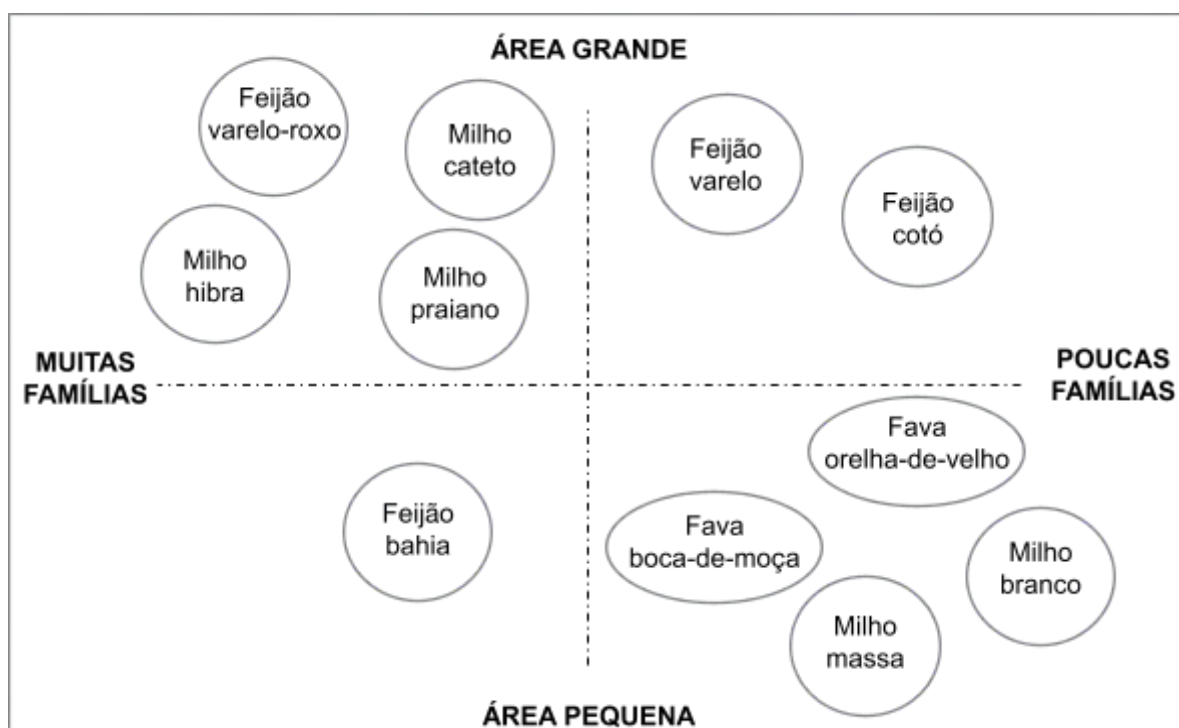 ÁREA GRANDE
Feijão
varelo-roxo
Milho
cateto
Feijão
varelo
Feijão
cotó
Milho
hibra
Milho
praiano
MUITAS
FAMÍLIAS
POUCAS
FAMÍLIAS
Fava
orelha-de-velho
Feijão
bahia
Fava
boca-de-moça
Milho
branco
Milho
massa
ÁREA PEQUENA